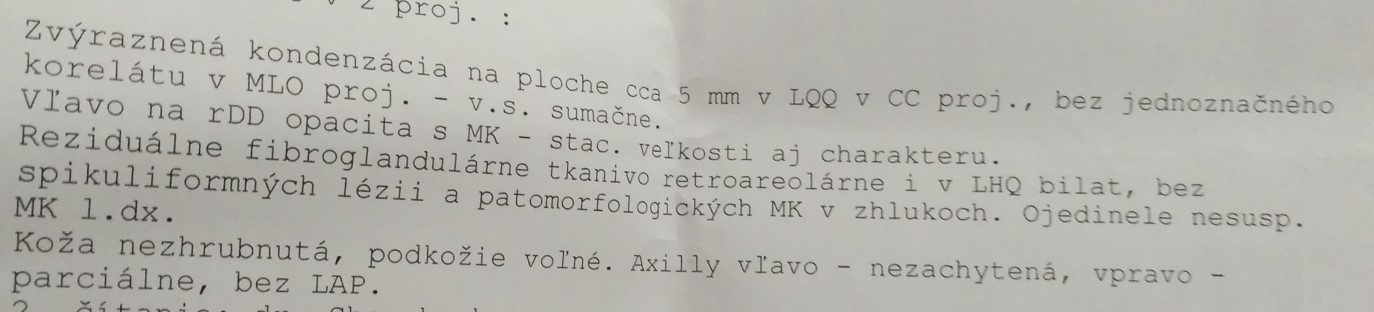 v 2 proj. :
Zvýraznená kondenzácia na ploche cca 5 mm v LQQ v CC proj., bez jednoznačného
korelátu v MLO proj. - v.s. sumačne.
Vľavo na rDD opacita s MK - stac. veľkosti aj charakteru.
Reziduálne fibroglandulárne tkanivo retroareolárne i v LHQ bilat, bez
spikuliformných lézii a patomorfologických MK v zhlukoch. Ojedinele nesusp.
MK l.dx.
Koža nezhrubnutá, podkožie voľné. Axilly vľavo - nezachytená, vpravo -
parciálne, bez LAP.